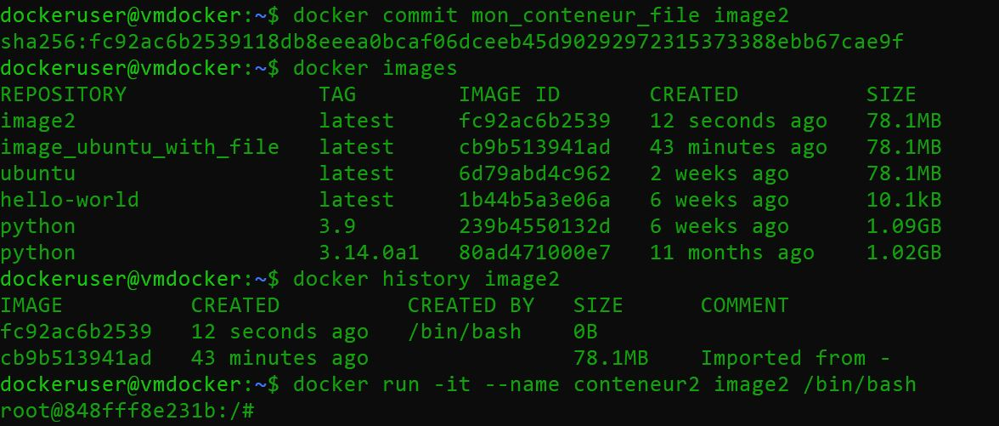 dockeruser@vmdocker:~$ docker commit mon_conteneur_file image2
sha256:fc92ac6b2539118db8eeea0bcaf06dceeb45d90292972315373388ebb67cae9f
dockeruser@vmdocker:~$ docker images
REPOSITORY TAG IMAGE ID CREATED SIZE
image2 latest fc92ac6b2539 12 seconds ago 78.1MB
image_ubuntu_with_file latest cb9b513941ad 43 minutes ago 78.1MB
ubuntu latest 6d79abd4c962 2 weeks ago 78.1MB
hello-world latest 1b44b5a3e06a 6 weeks ago 10.1kB
python 3.9 239b4550132d 6 weeks ago 1.09GB
python 3.14.0a1 80ad471000e7 11 months ago 1.02GB
dockeruser@vmdocker:~$ docker history image2
IMAGE CREATED CREATED BY SIZE COMMENT
fc92ac6b2539 12 seconds ago /bin/bash 0B
cb9b513941ad 43 minutes ago 78.1MB Imported from -
dockeruser@vmdocker:~$ docker run -it --name conteneur2 image2 /bin/bash
root@848fff8e231b:/#